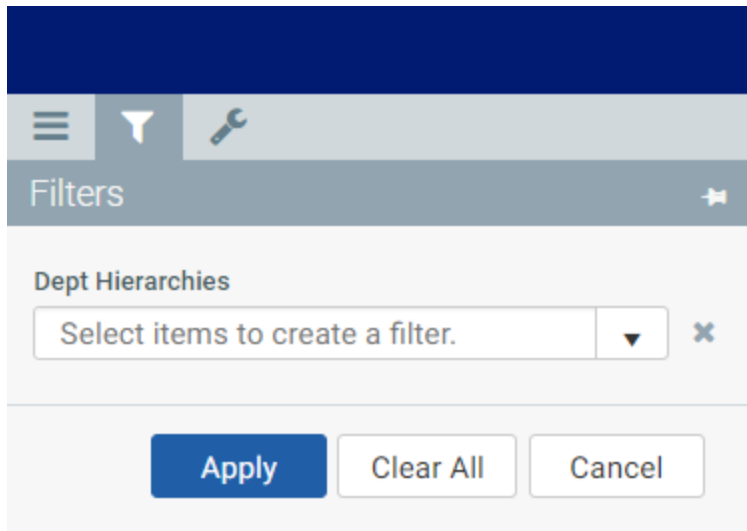 Filters
Dept Hierarchies
Select items to create a filter.
Apply Clear All Cancel